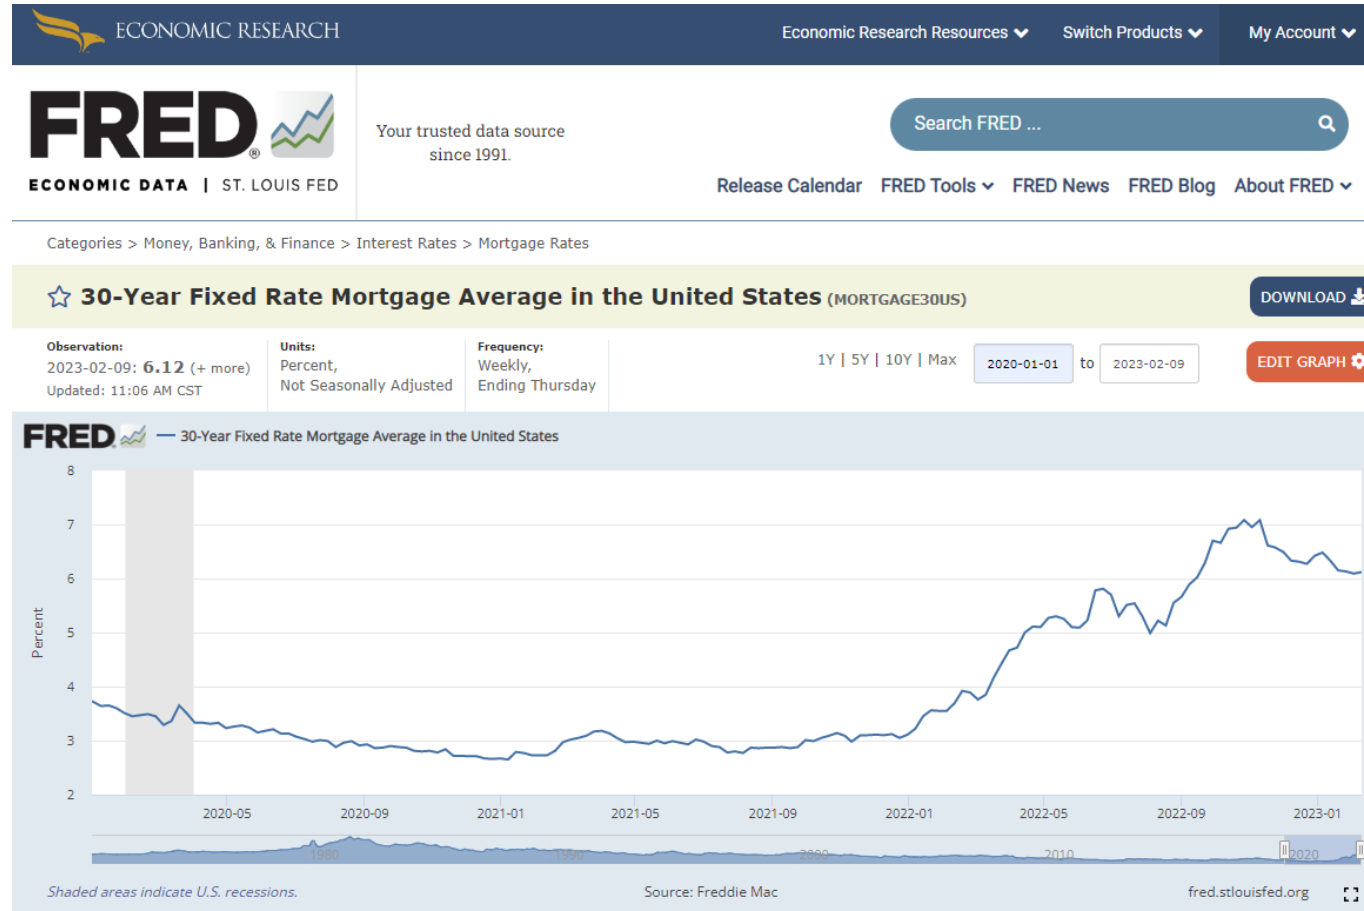 ECONOMIC RESEARCH
Economic Research Resources Switch Products My Account
FRED®
ECONOMIC DATA | ST. LOUIS FED
Your trusted data source
since 1991.
Search FRED ...
Release Calendar FRED Tools FRED News FRED Blog About FRED
Categories > Money, Banking, & Finance > Interest Rates > Mortgage Rates
30-Year Fixed Rate Mortgage Average in the United States (MORTGAGE30US)
DOWNLOAD
Observation:
2023-02-09: 6.12 (+ more)
Updated: 11:06 AM CST
Units:
Percent,
Not Seasonally Adjusted
Frequency:
Weekly,
Ending Thursday
1Y | 5Y | 10Y | Max 2020-01-01 to 2023-02-09
EDIT GRAPH
FRED 30-Year Fixed Rate Mortgage Average in the United States
8
7
6
5
4
3
2
Percent
2020-05 2020-09 2021-01 2021-05 2021-09 2022-01 2022-05 2022-09 2023-01
1980 1990 2000 2010 2020
Shaded areas indicate U.S. recessions. Source: Freddie Mac fred.stlouisfed.org